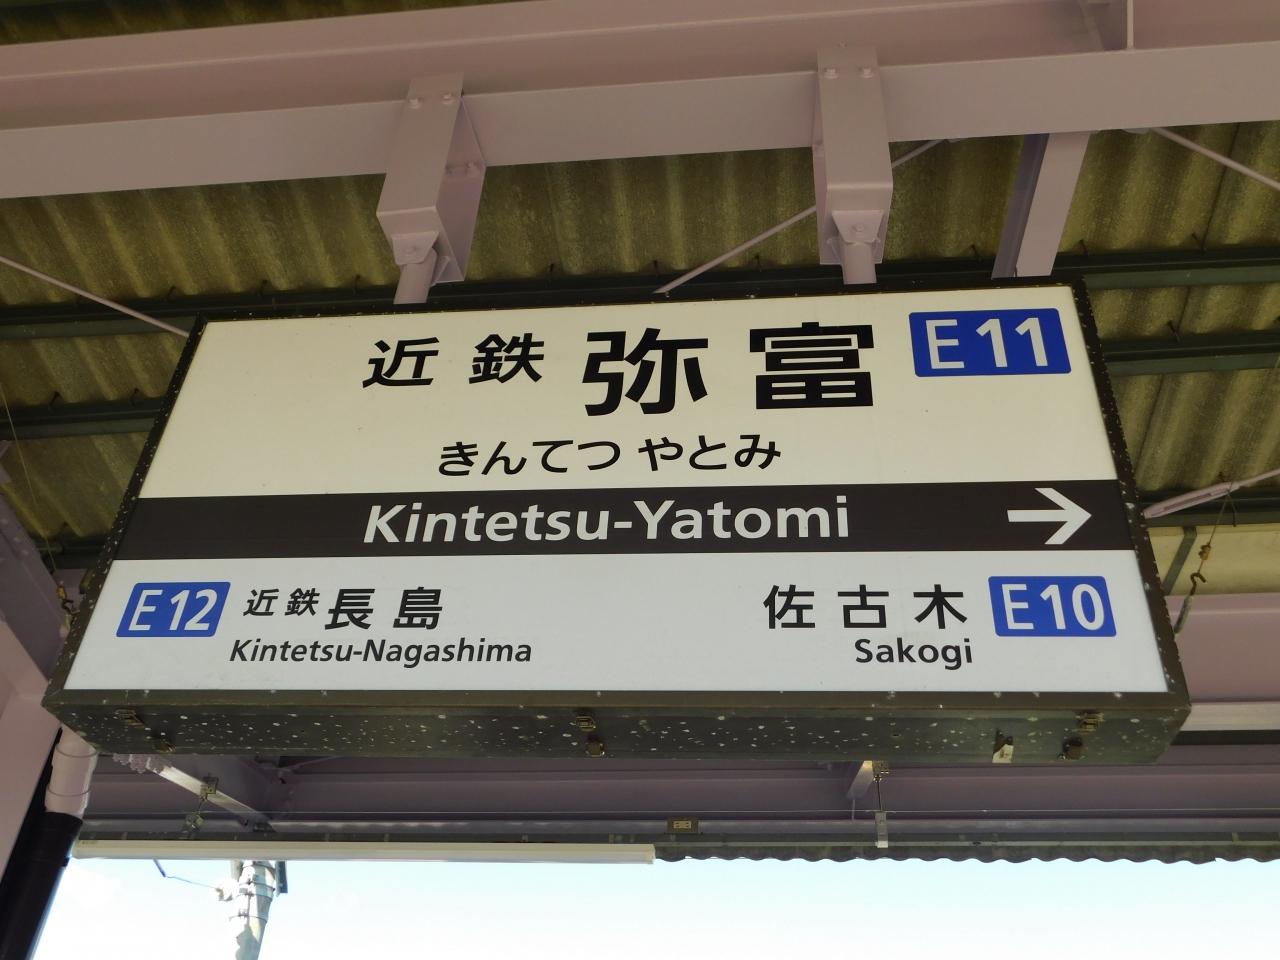 近鉄 弥富 E11
きんてつ やとみ
Kintetsu-Yatomi →
E12 近鉄長島
Kintetsu-Nagashima
佐古木 E10
Sakogi